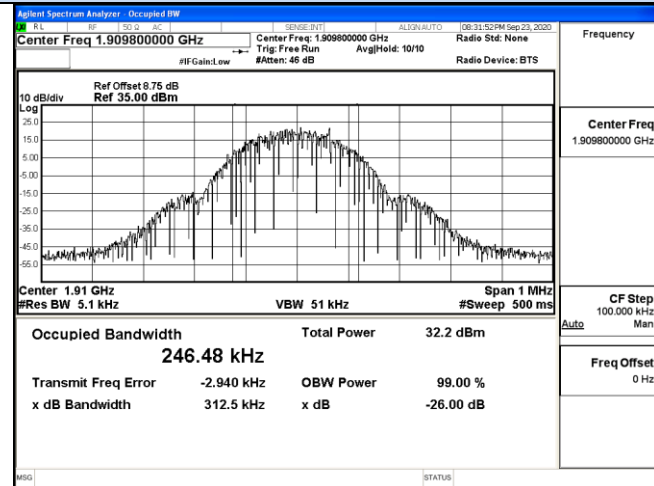 Agilent Spectrum Analyzer - Occupied BW
RL RF 50 Ω AC SENSE:INT ALIGNAUTO 08:31:52PM Sep 23, 2020
Center Freq 1.909800000 GHz
Center Freq: 1.909800000 GHz
Radio Std: None
Trig: Free Run Avg|Hold: 10/10
#IFGain:Low #Atten: 46 dB Radio Device: BTS
Ref Offset 8.75 dB
10 dB/div Ref 35.00 dBm
Log
25.0
15.0
5.00
-5.00
-15.0
-25.0
-35.0
-45.0
-55.0
Center 1.91 GHz Span 1 MHz
#Res BW 5.1 kHz VBW 51 kHz #Sweep 500 ms
Occupied Bandwidth Total Power 32.2 dBm
246.48 kHz
Transmit Freq Error -2.940 kHz OBW Power 99.00 %
x dB Bandwidth 312.5 kHz x dB -26.00 dB
MSG STATUS
Frequency
Center Freq
1.909800000 GHz
CF Step
100.000 kHz
Auto Man
Freq Offset
0 Hz